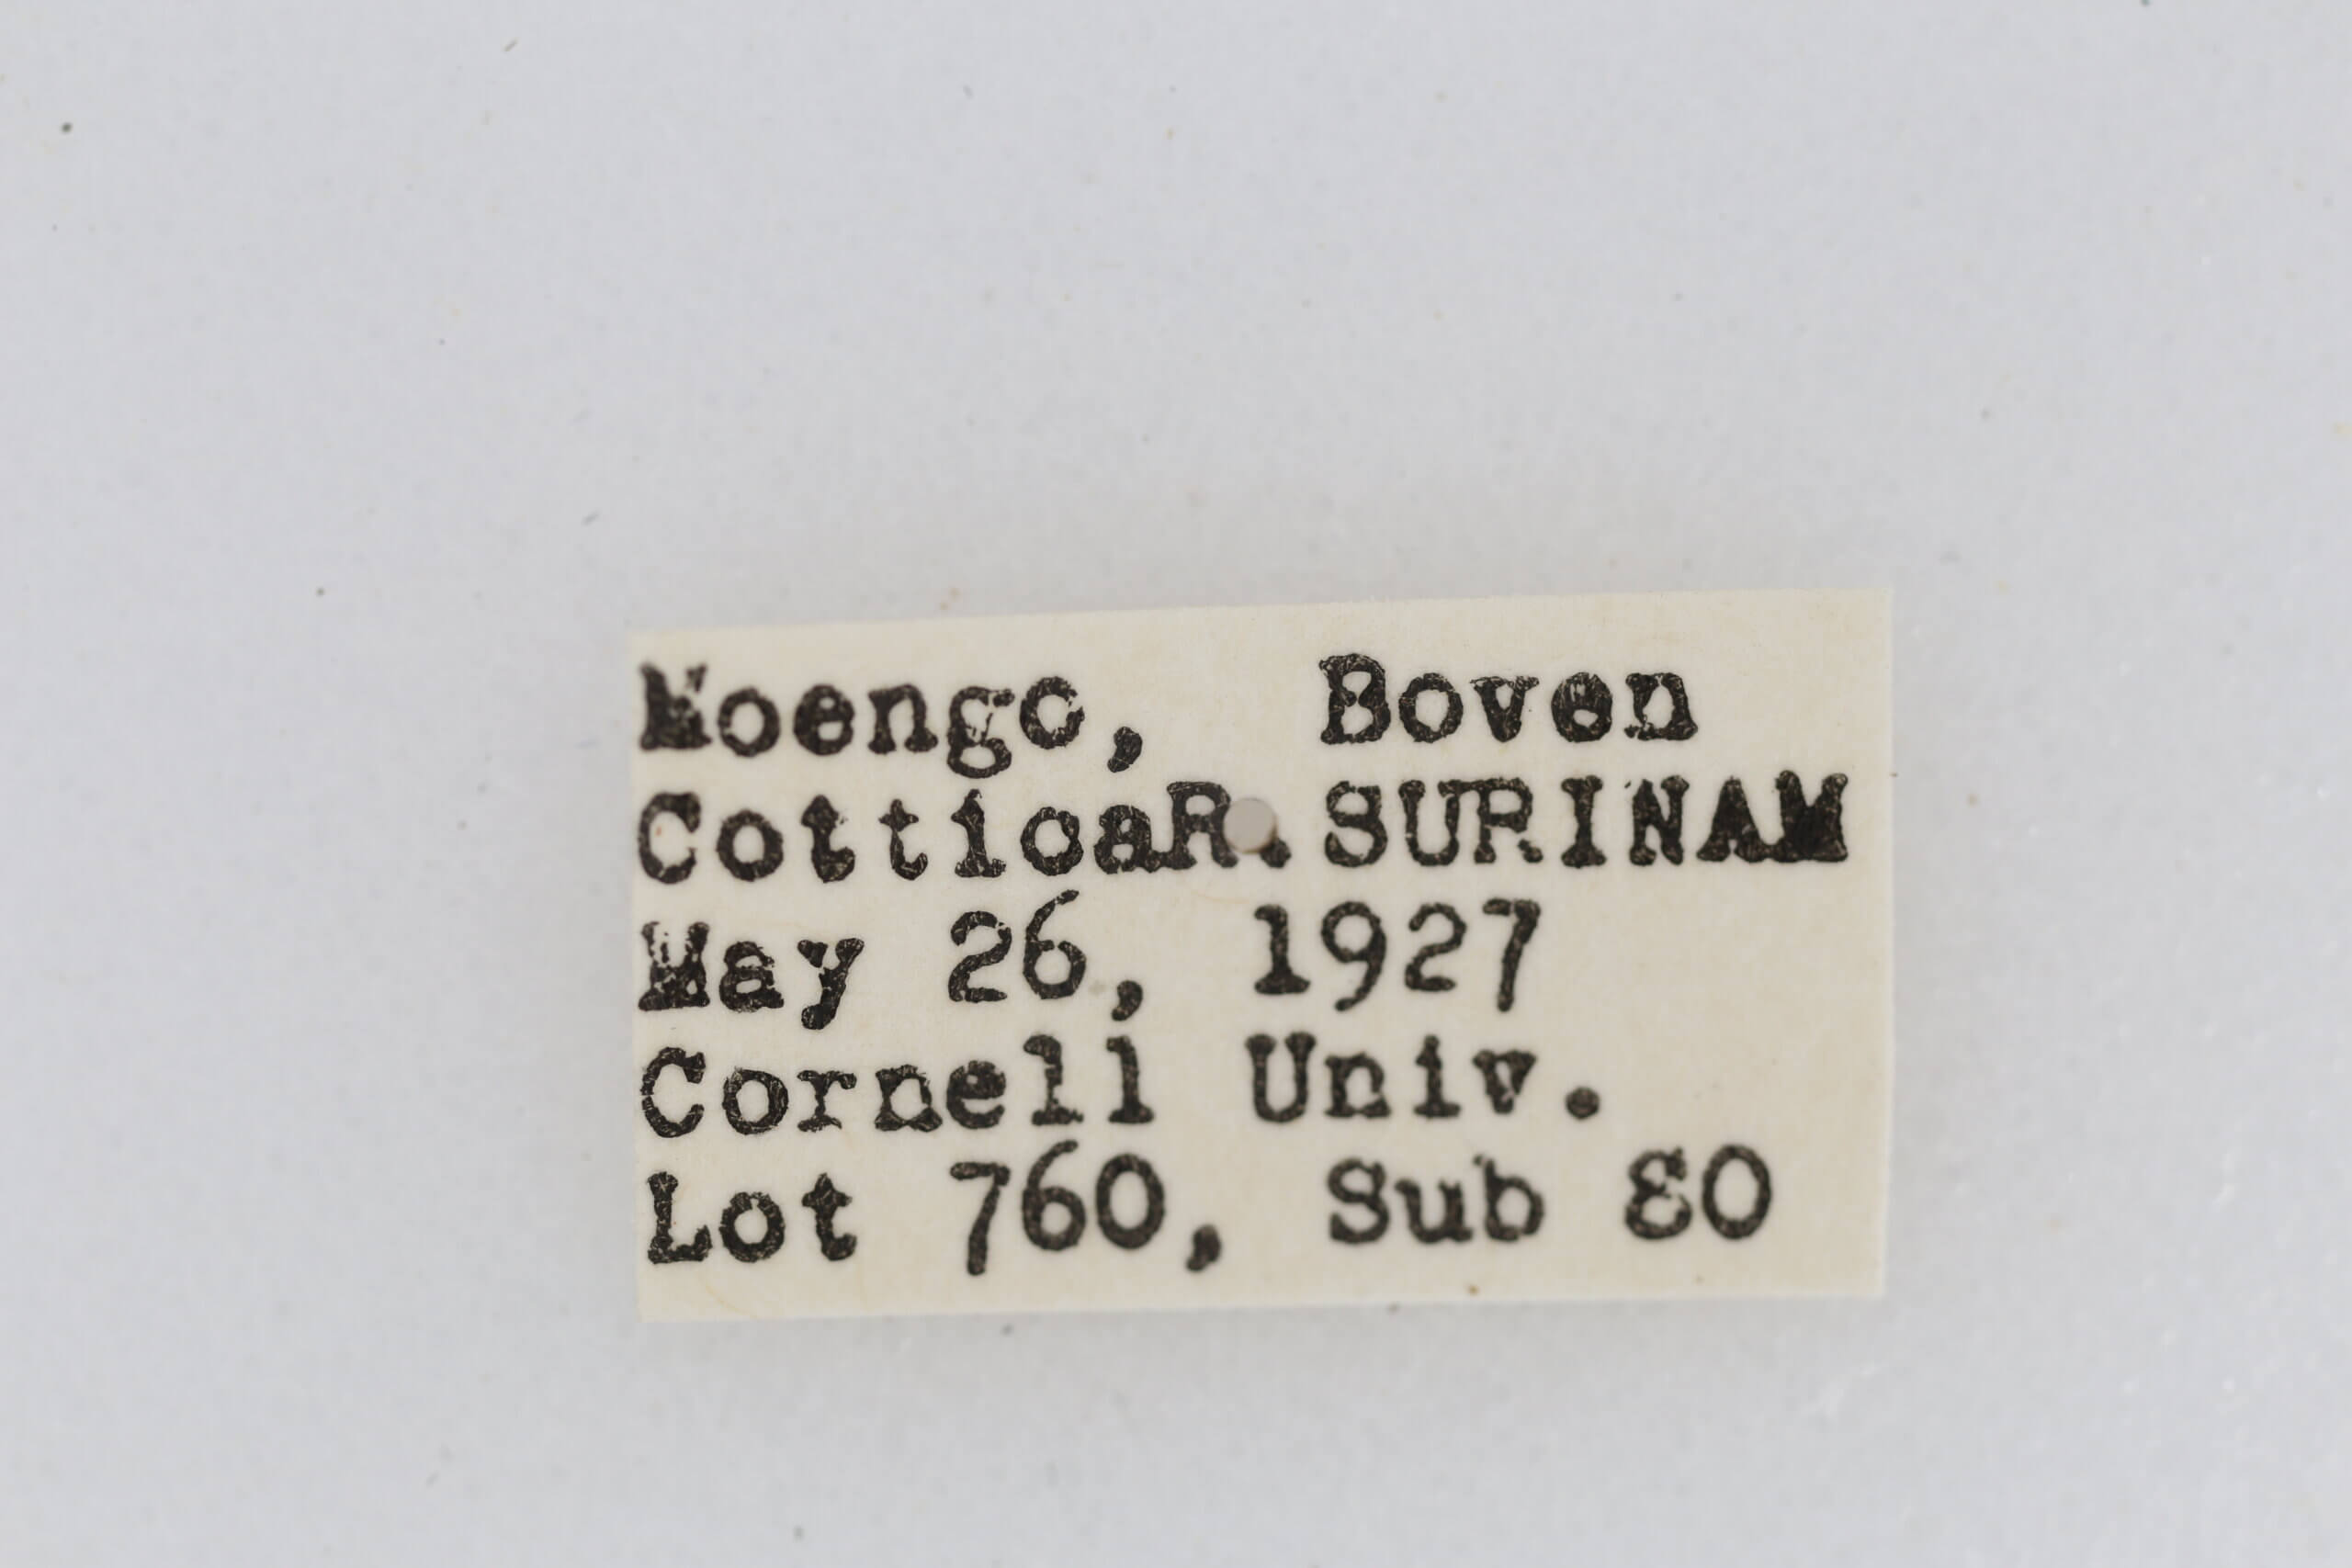 Moengo, Boven
CotticaR.SURINAM
May 26, 1927
Cornell Univ.
Lot 760, Sub 80